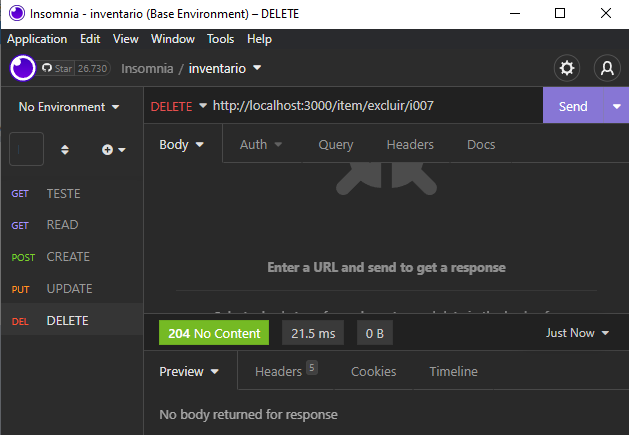 Insomnia - inventario (Base Environment) – DELETE
Application Edit View Window Tools Help
Star 26.730 Insomnia / inventario
No Environment DELETE http://localhost:3000/item/excluir/i007 Send
Body Auth Query Headers Docs
GET TESTE
GET READ
POST CREATE
PUT UPDATE
DEL DELETE
Enter a URL and send to get a response
204 No Content 21.5 ms 0 B Just Now
Preview Headers 5 Cookies Timeline
No body returned for response